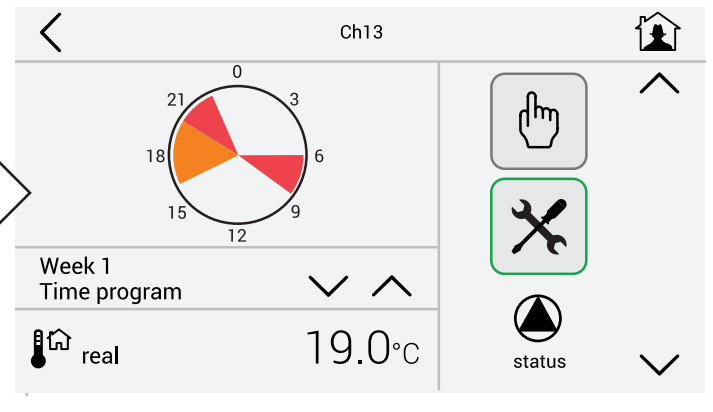 Ch13
0
21 3
18 6
15 9
12
Week 1
Time program
real 19.0°C
status